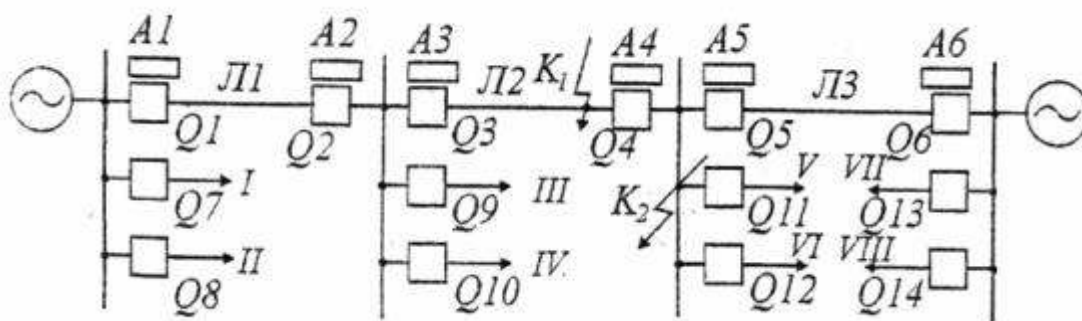 A1 A2 A3 A4 A5 A6
Л1 Л2 K₁ Л3
Q1 Q2 Q3 Q4 Q5 Q6
I III V VII
Q7 Q9 K₂ Q11 Q13
II IV. VI VIII
Q8 Q10 Q12 Q14